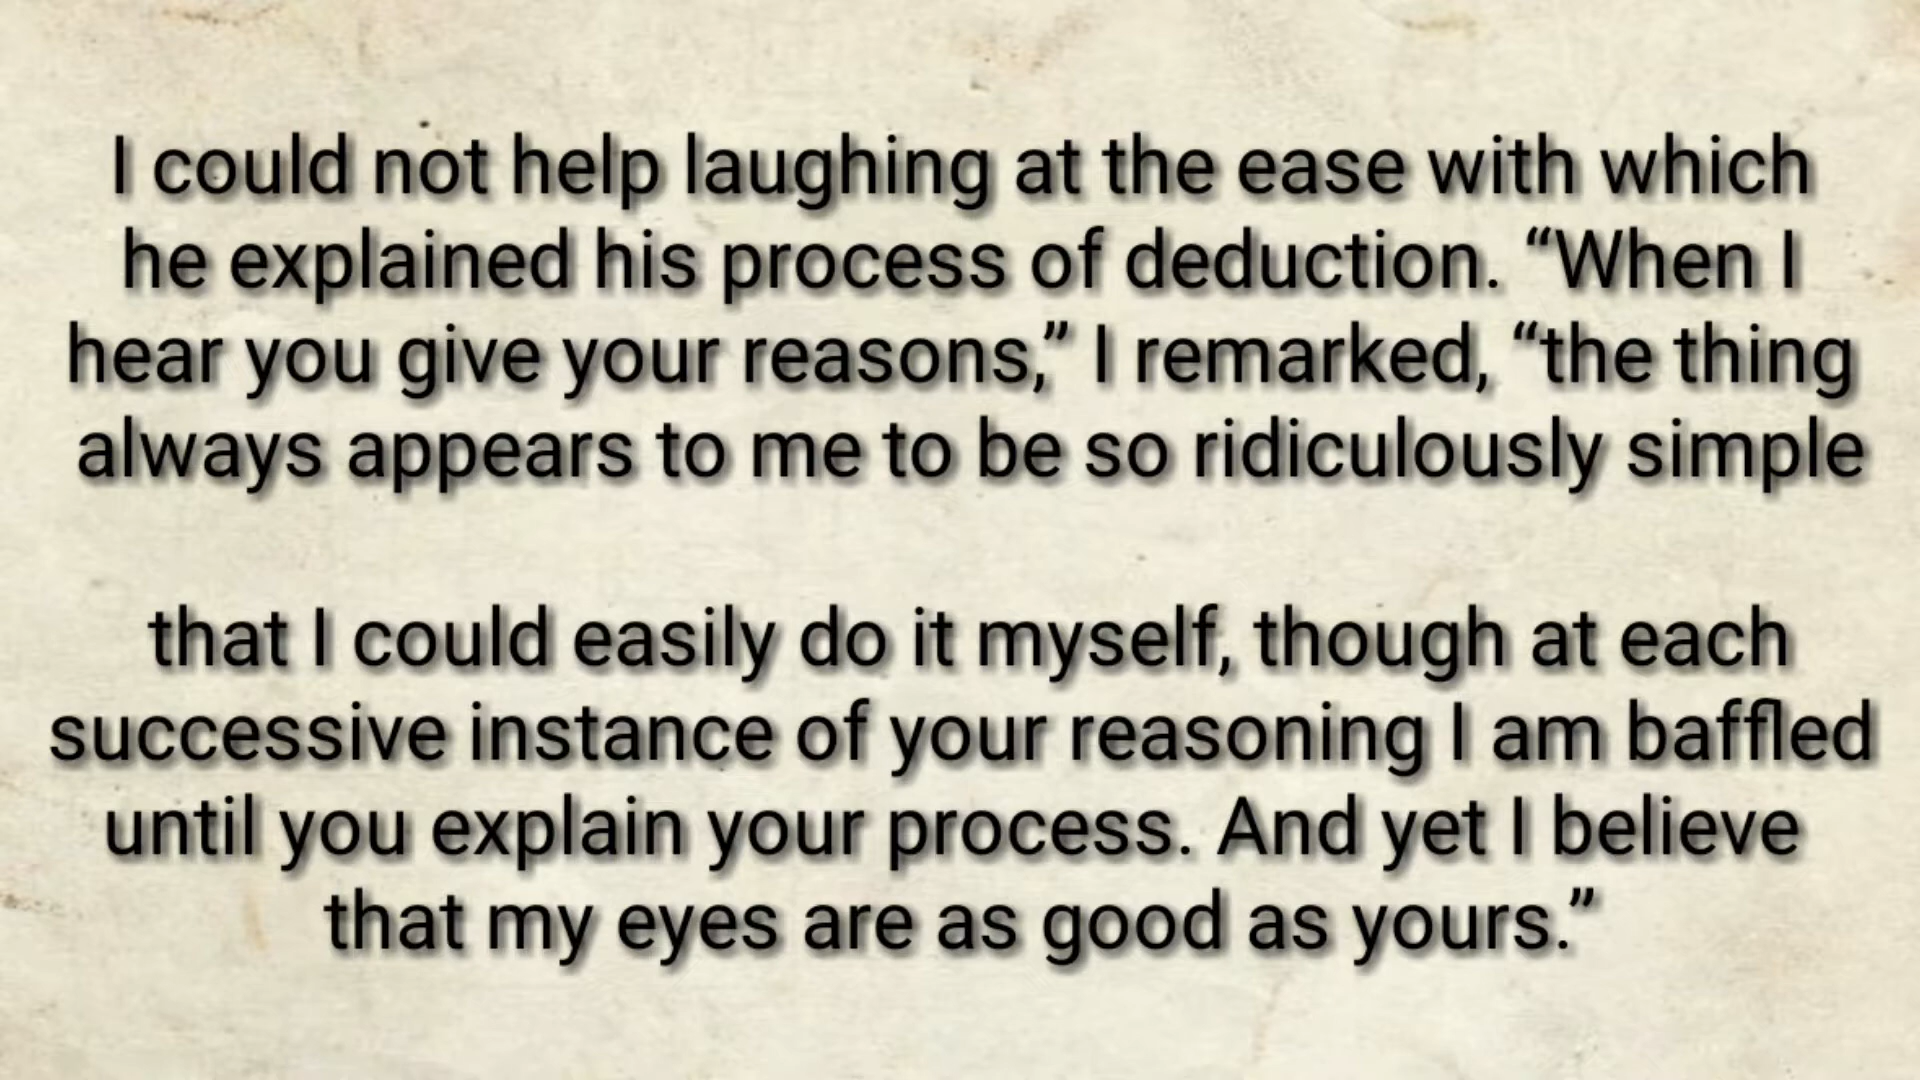 I could not help laughing at the ease with which
he explained his process of deduction. “When I
hear you give your reasons,” I remarked, “the thing
always appears to me to be so ridiculously simple
that I could easily do it myself, though at each
successive instance of your reasoning I am baffled
until you explain your process. And yet I believe
that my eyes are as good as yours.”